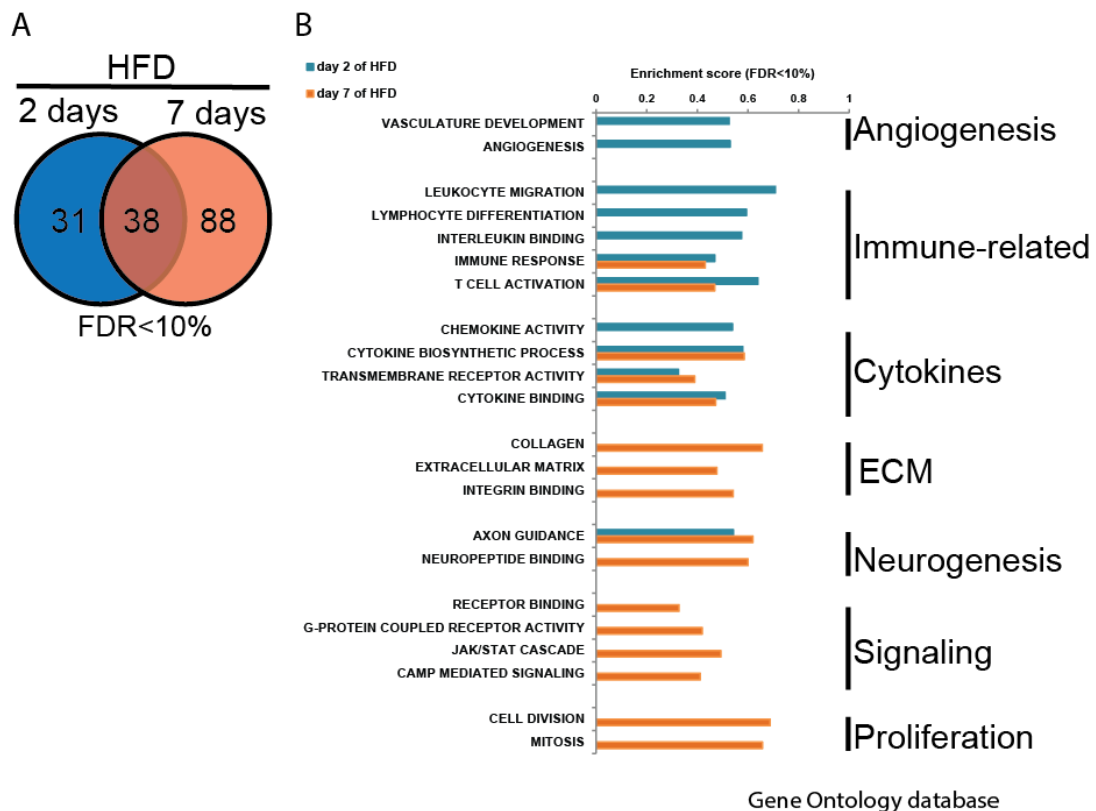 A
HFD
2 days 7 days
31 38 88
FDR<10%
B
day 2 of HFD
day 7 of HFD
Enrichment score (FDR<10%)
0 0.2 0.4 0.6 0.8 1
VASCULATURE DEVELOPMENT
ANGIOGENESIS
Angiogenesis
LEUKOCYTE MIGRATION
LYMPHOCYTE DIFFERENTIATION
INTERLEUKIN BINDING
IMMUNE RESPONSE
T CELL ACTIVATION
Immune-related
CHEMOKINE ACTIVITY
CYTOKINE BIOSYNTHETIC PROCESS
TRANSMEMBRANE RECEPTOR ACTIVITY
CYTOKINE BINDING
Cytokines
COLLAGEN
EXTRACELLULAR MATRIX
INTEGRIN BINDING
ECM
AXON GUIDANCE
NEUROPEPTIDE BINDING
Neurogenesis
RECEPTOR BINDING
G-PROTEIN COUPLED RECEPTOR ACTIVITY
JAK/STAT CASCADE
CAMP MEDIATED SIGNALING
Signaling
CELL DIVISION
MITOSIS
Proliferation
Gene Ontology database